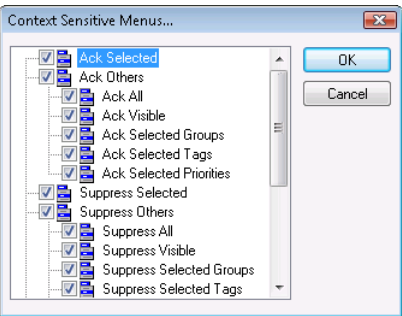 Context Sensitive Menus...
Ack Selected
Ack Others
Ack All
Ack Visible
Ack Selected Groups
Ack Selected Tags
Ack Selected Priorities
Suppress Selected
Suppress Others
Suppress All
Suppress Visible
Suppress Selected Groups
Suppress Selected Tags
OK
Cancel